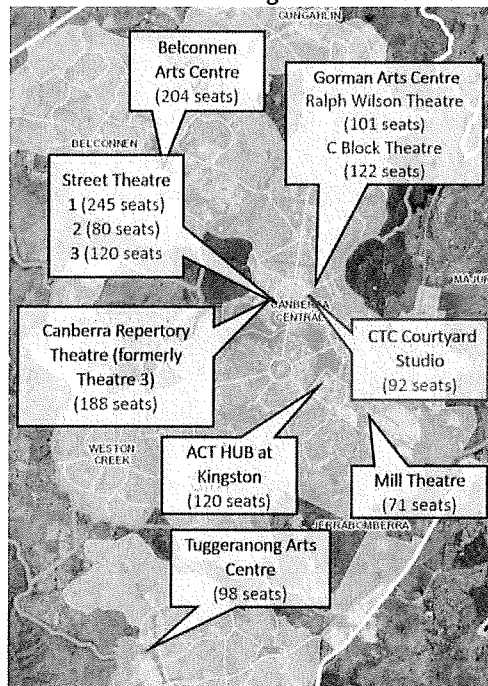 GUNGAHLIN
Belconnen
Arts Centre
(204 seats)
Gorman Arts Centre
Ralph Wilson Theatre
(101 seats)
C Block Theatre
(122 seats)
BELCONNEN
Street Theatre
1 (245 seats)
2 (80 seats)
3 (120 seats
MAJUR
CANBERRA
CENTRAL
Canberra Repertory
Theatre (formerly
Theatre 3)
(188 seats)
CTC Courtyard
Studio
(92 seats)
WESTON
CREEK
ACT HUB at
Kingston
(120 seats)
Mill Theatre
(71 seats)
JERRABOMBERRA
Tuggeranong Arts
Centre
(98 seats)